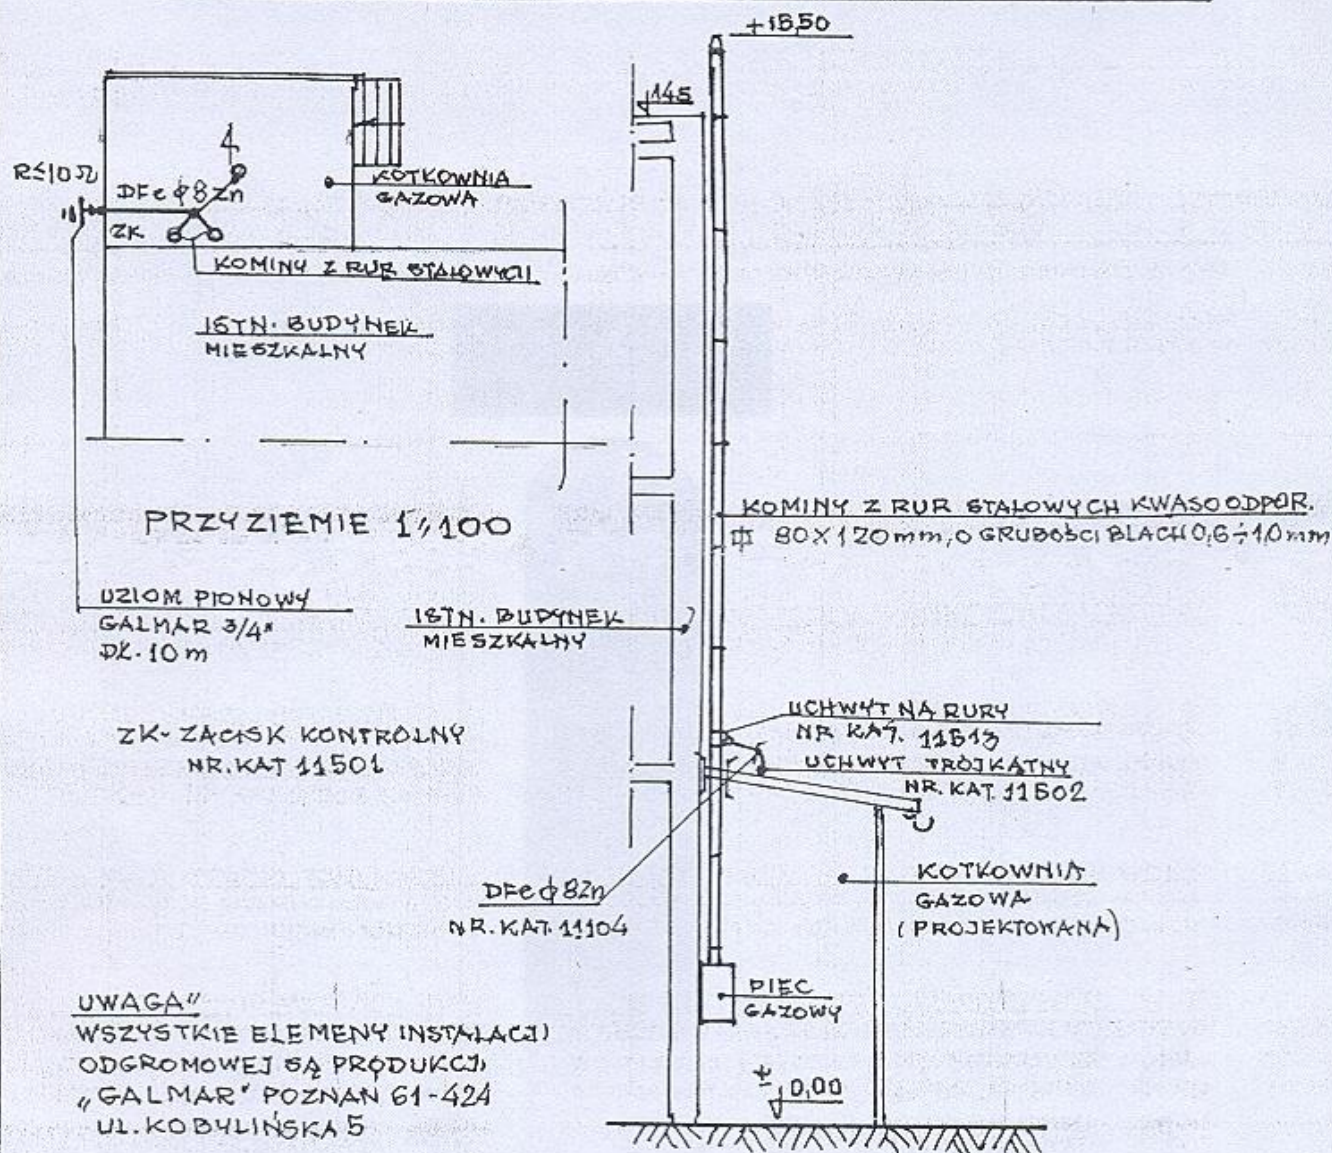 +15,50
145
R≤10Ω
DFe ϕ8Zn
ZK
4
KOTŁOWNIA
GAZOWA
KOMINY Z RUR STALOWYCH
ISTN. BUDYNEK
MIESZKALNY
PRZYZIEMIE 1:100
KOMINY Z RUR STALOWYCH KWASOODPOR.
80X120mm, O GRUBOŚCI BLACH 0,6÷1,0mm
UZIOM PIONOWY
GALMAR 3/4"
DŁ. 10 m
ISTN. BUDYNEK
MIESZKALNY
ZK- ZACISK KONTROLNY
NR. KAT 11501
UCHWYT NA RURY
NR KAT. 11513
UCHWYT TRÓJKĄTNY
NR. KAT. 11502
DFe ϕ8Zn
NR. KAT. 11104
KOTŁOWNIA
GAZOWA
(PROJEKTOWANA)
PIEC
GAZOWY
± 0,00
UWAGA"
WSZYSTKIE ELEMENY INSTALACJI
ODGROMOWEJ SĄ PRODUKCJI
„GALMAR" POZNAŃ 61-424
UL. KOBYLIŃSKA 5